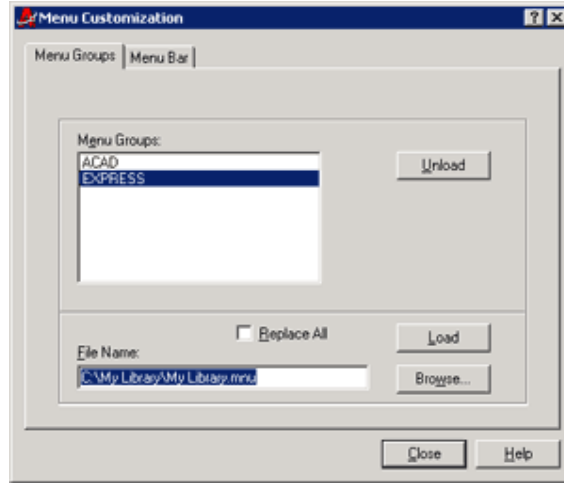 Menu Customization
Menu Groups Menu Bar
Menu Groups:
ACAD
EXPRESS
Unload
Replace All
Load
File Name:
C:\My Library\My Library.mnu
Browse...
Close Help